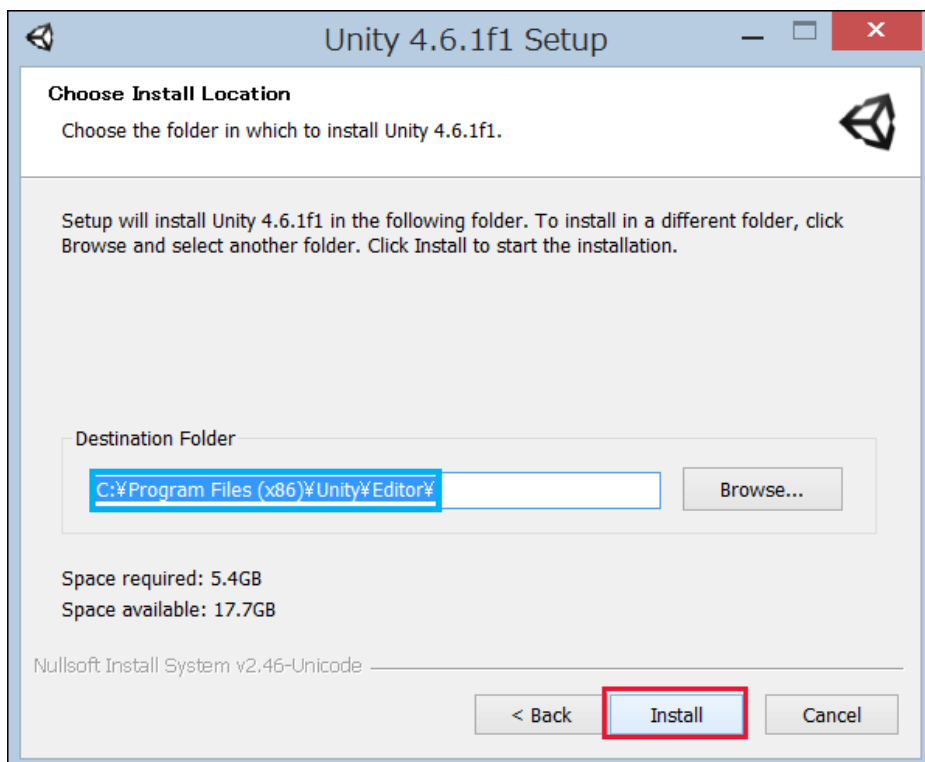 Unity 4.6.1f1 Setup
Choose Install Location
Choose the folder in which to install Unity 4.6.1f1.
Setup will install Unity 4.6.1f1 in the following folder. To install in a different folder, click
Browse and select another folder. Click Install to start the installation.
Destination Folder
C:¥Program Files (x86)¥Unity¥Editor¥
Browse...
Space required: 5.4GB
Space available: 17.7GB
Nullsoft Install System v2.46-Unicode
< Back
Install
Cancel